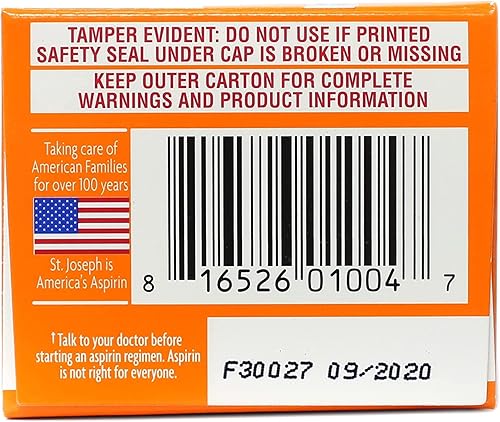 TAMPER EVIDENT: DO NOT USE IF PRINTED
SAFETY SEAL UNDER CAP IS BROKEN OR MISSING
KEEP OUTER CARTON FOR COMPLETE
WARNINGS AND PRODUCT INFORMATION
Taking care of
American Families
for over 100 years
St. Joseph is
America's Aspirin
8 16526 01004 7
†Talk to your doctor before
starting an aspirin regimen. Aspirin
is not right for everyone.
F30027 09/2020